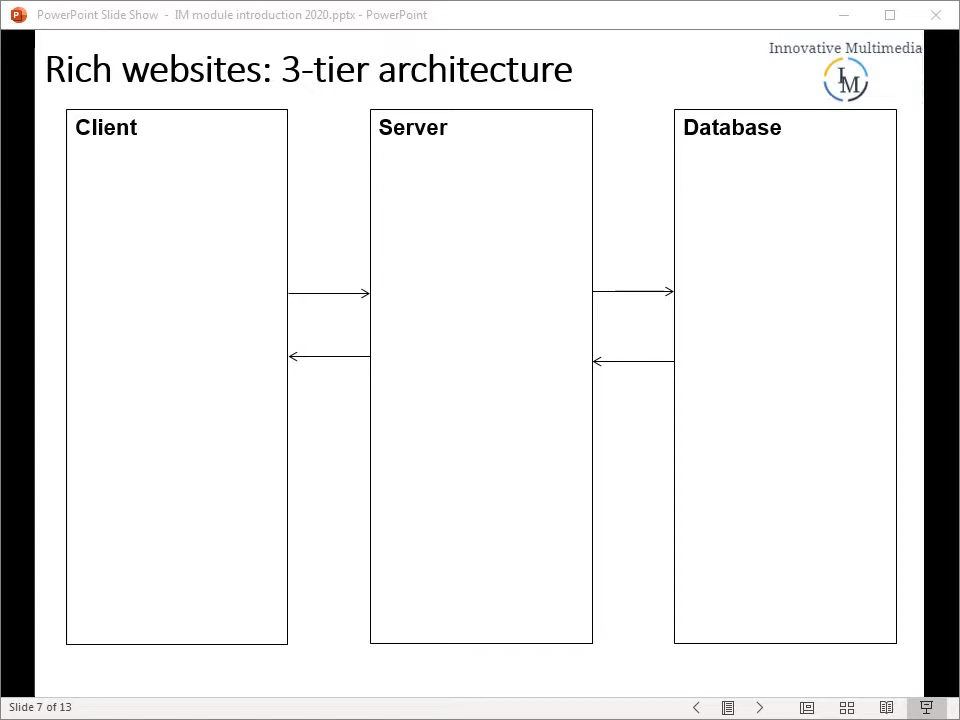 PowerPoint Slide Show - IM module introduction 2020.pptx - PowerPoint
Innovative Multimedia
IM
Rich websites: 3-tier architecture
Client
Server
Database
Slide 7 of 13